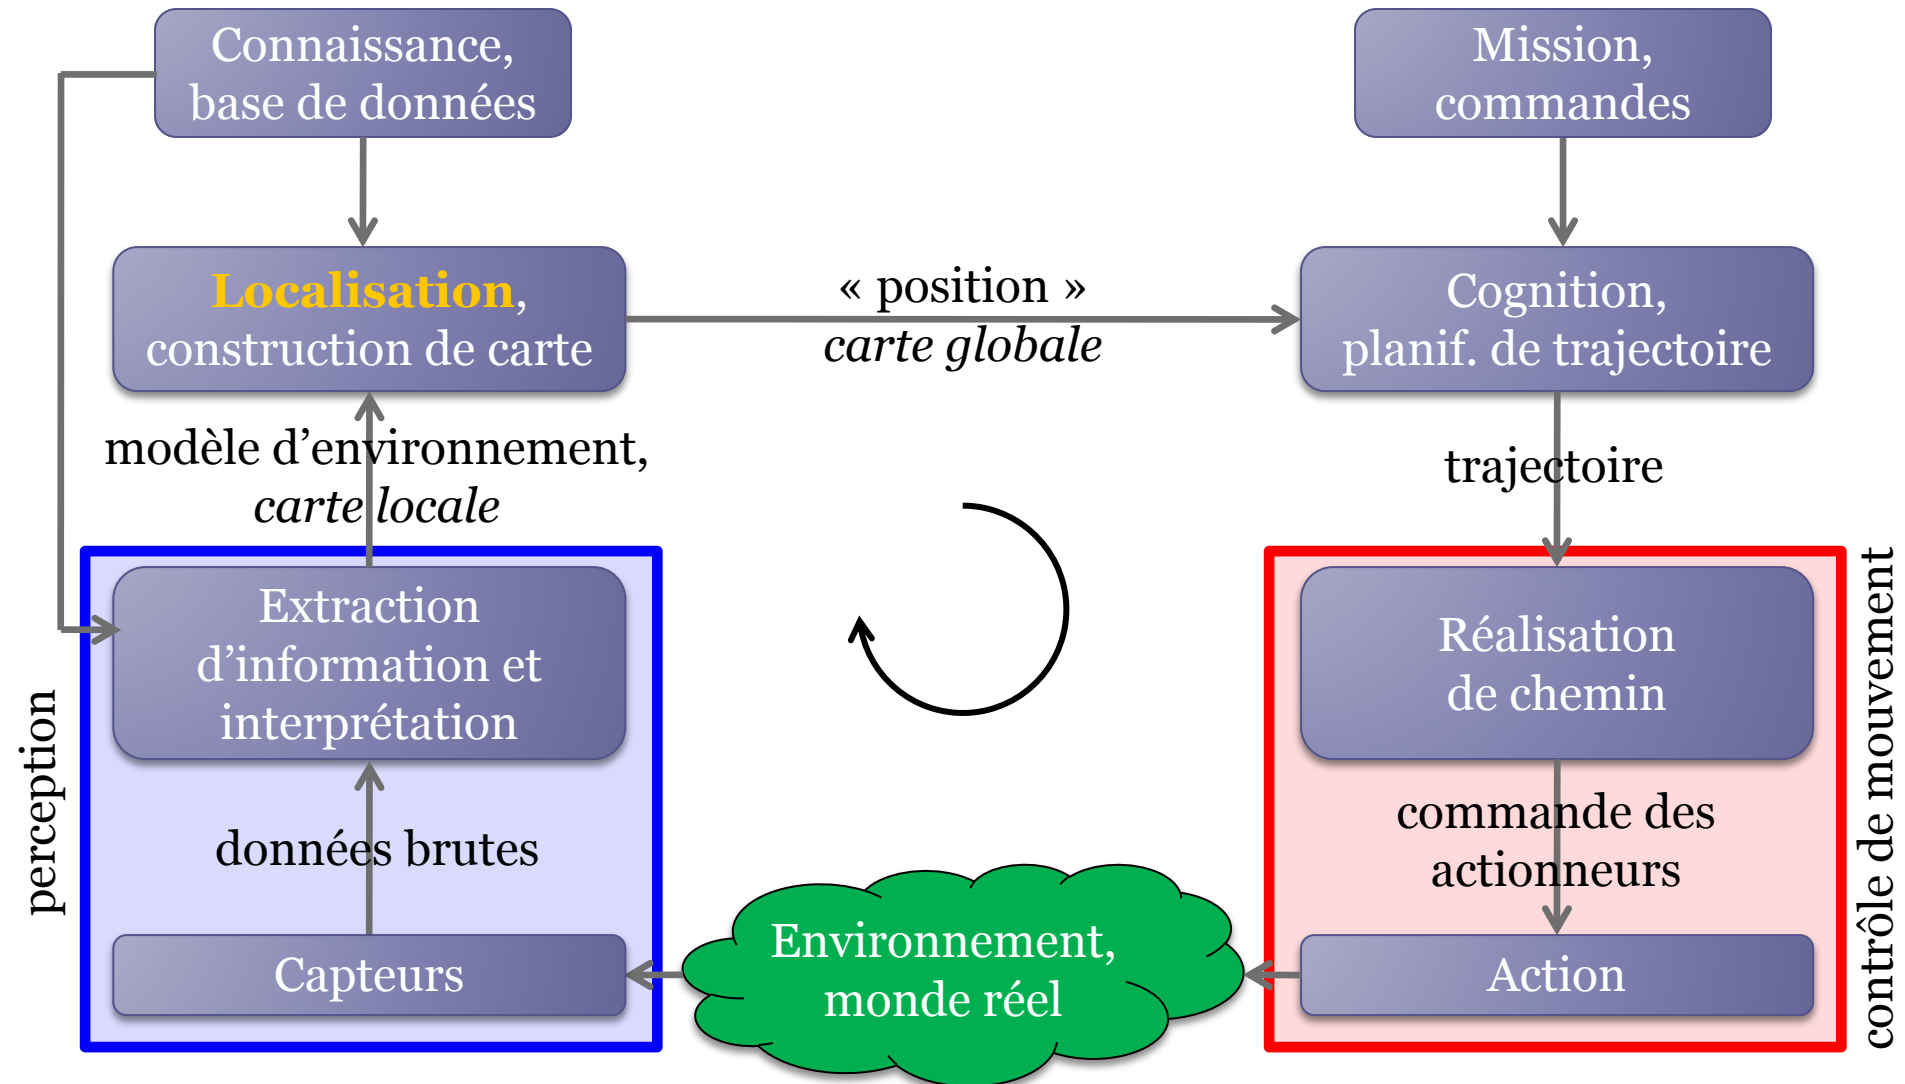 Connaissance,
base de données
Mission,
commandes
Localisation,
construction de carte
« position »
carte globale
Cognition,
planif. de trajectoire
modèle d’environnement,
carte locale
trajectoire
perception
Extraction
d’information et
interprétation
données brutes
Capteurs
Environnement,
monde réel
Réalisation
de chemin
commande des
actionneurs
Action
contrôle de mouvement